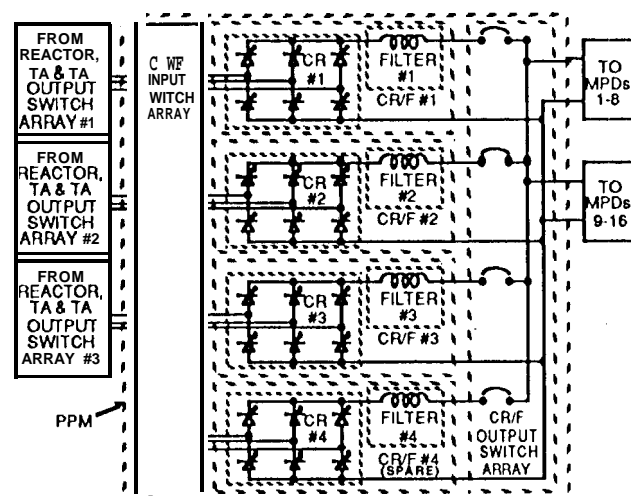 FROM
REACTOR,
TA & TA
OUTPUT
SWITCH
ARRAY #1
FROM
REACTOR,
TA & TA
OUTPUT
SWITCH
ARRAY #2
FROM
REACTOR,
TA & TA
OUTPUT
SWITCH
ARRAY #3
PPM
C WF
INPUT
WITCH
ARRAY
CR
#1
FILTER
#1
CR/F #1
CR
#2
FILTER
#2
CR/F #2
CR
#3
FILTER
#3
CR/F #3
CR
#4
FILTER
#4
CR/F #4
(SPARE)
CR/F
OUTPUT
SWITCH
ARRAY
TO
MPDs
1-8
TO
MPDs
9-16